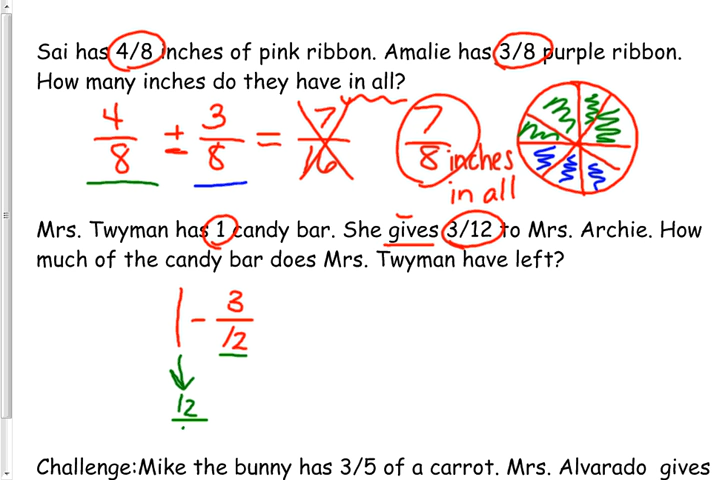 Sai has 4/8 inches of pink ribbon. Amalie has 3/8 purple ribbon.
How many inches do they have in all?
4/8 + 3/8 = 7/16 7/8 inches
in all
Mrs. Twyman has 1 candy bar. She gives 3/12 to Mrs. Archie. How
much of the candy bar does Mrs. Twyman have left?
1 - 3/12
12
Challenge:Mike the bunny has 3/5 of a carrot. Mrs. Alvarado gives